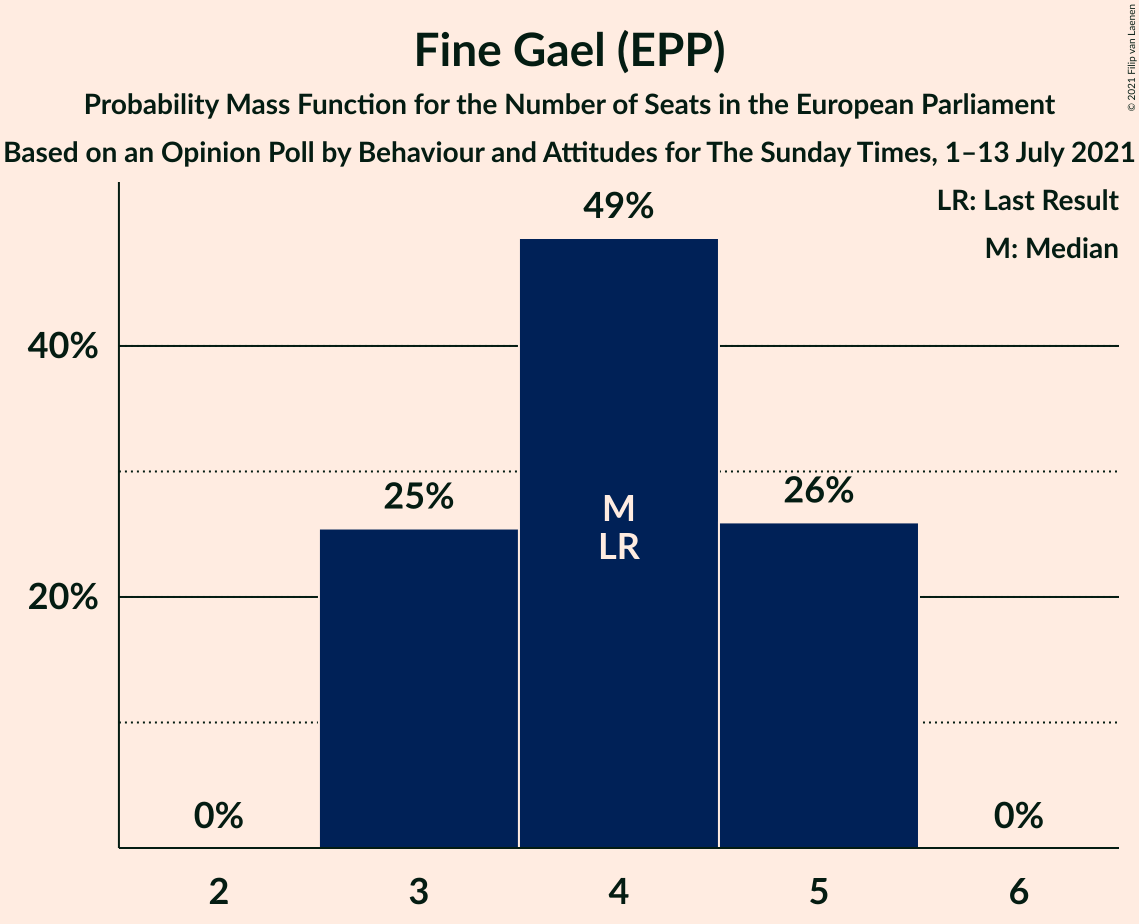 Fine Gael (EPP)
Probability Mass Function for the Number of Seats in the European Parliament
Based on an Opinion Poll by Behaviour and Attitudes for The Sunday Times, 1–13 July 2021
© 2021 Filip van Laenen
LR: Last Result
M: Median
49%
40%
25%
26%
M
LR
20%
0%
0%
2
3
4
5
6